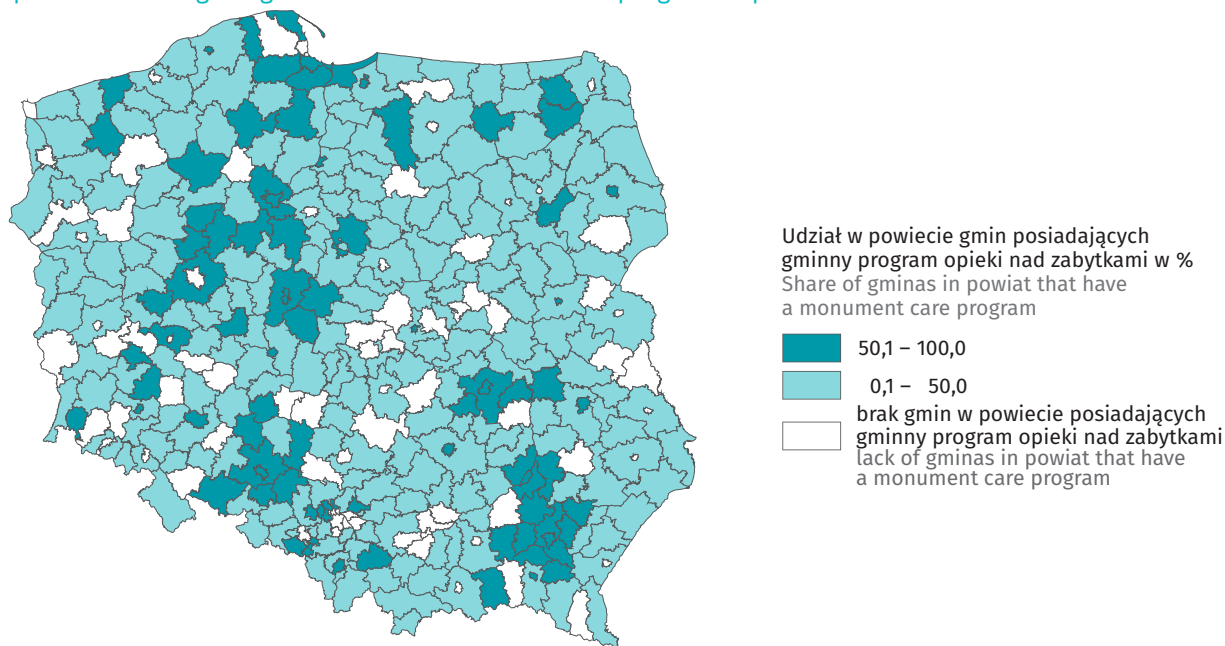 Udział w powiecie gmin posiadających
gminny program opieki nad zabytkami w %
Share of gminas in powiat that have
a monument care program
50,1 – 100,0
0,1 – 50,0
brak gmin w powiecie posiadających
gminny program opieki nad zabytkami
lack of gminas in powiat that have
a monument care program